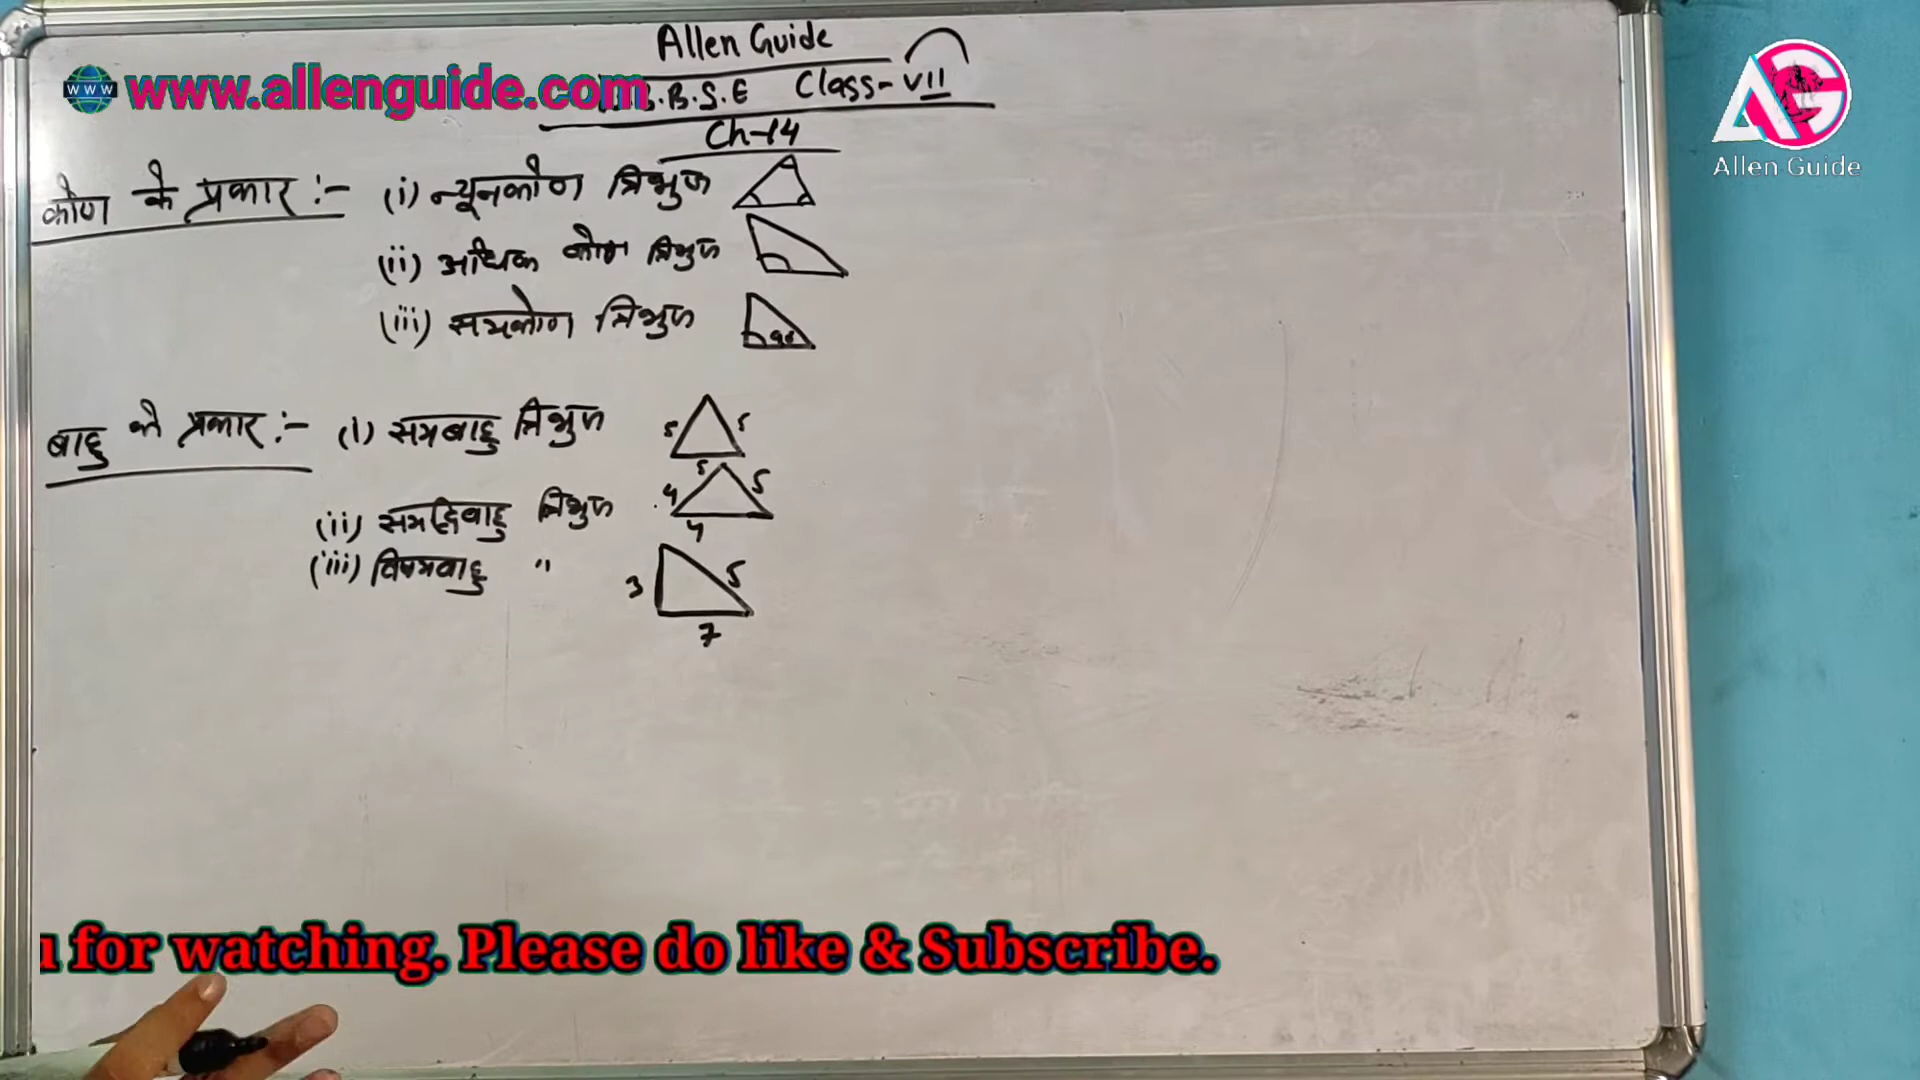 Allen Guide
www.allenguide.com
B.B.S.E Class-VII
Ch-14
Allen Guide
कोण के प्रकार :- (i) न्यूनकोण त्रिभुज
(ii) अधिक कोण त्रिभुज
(iii) समकोण त्रिभुज
90
बाहु के प्रकार :- (i) समबाहु त्रिभुज
5 5
5
(ii) समद्विबाहु त्रिभुज
4 5
4
(iii) विषमबाहु "
3 5
7
for watching. Please do like & Subscribe.